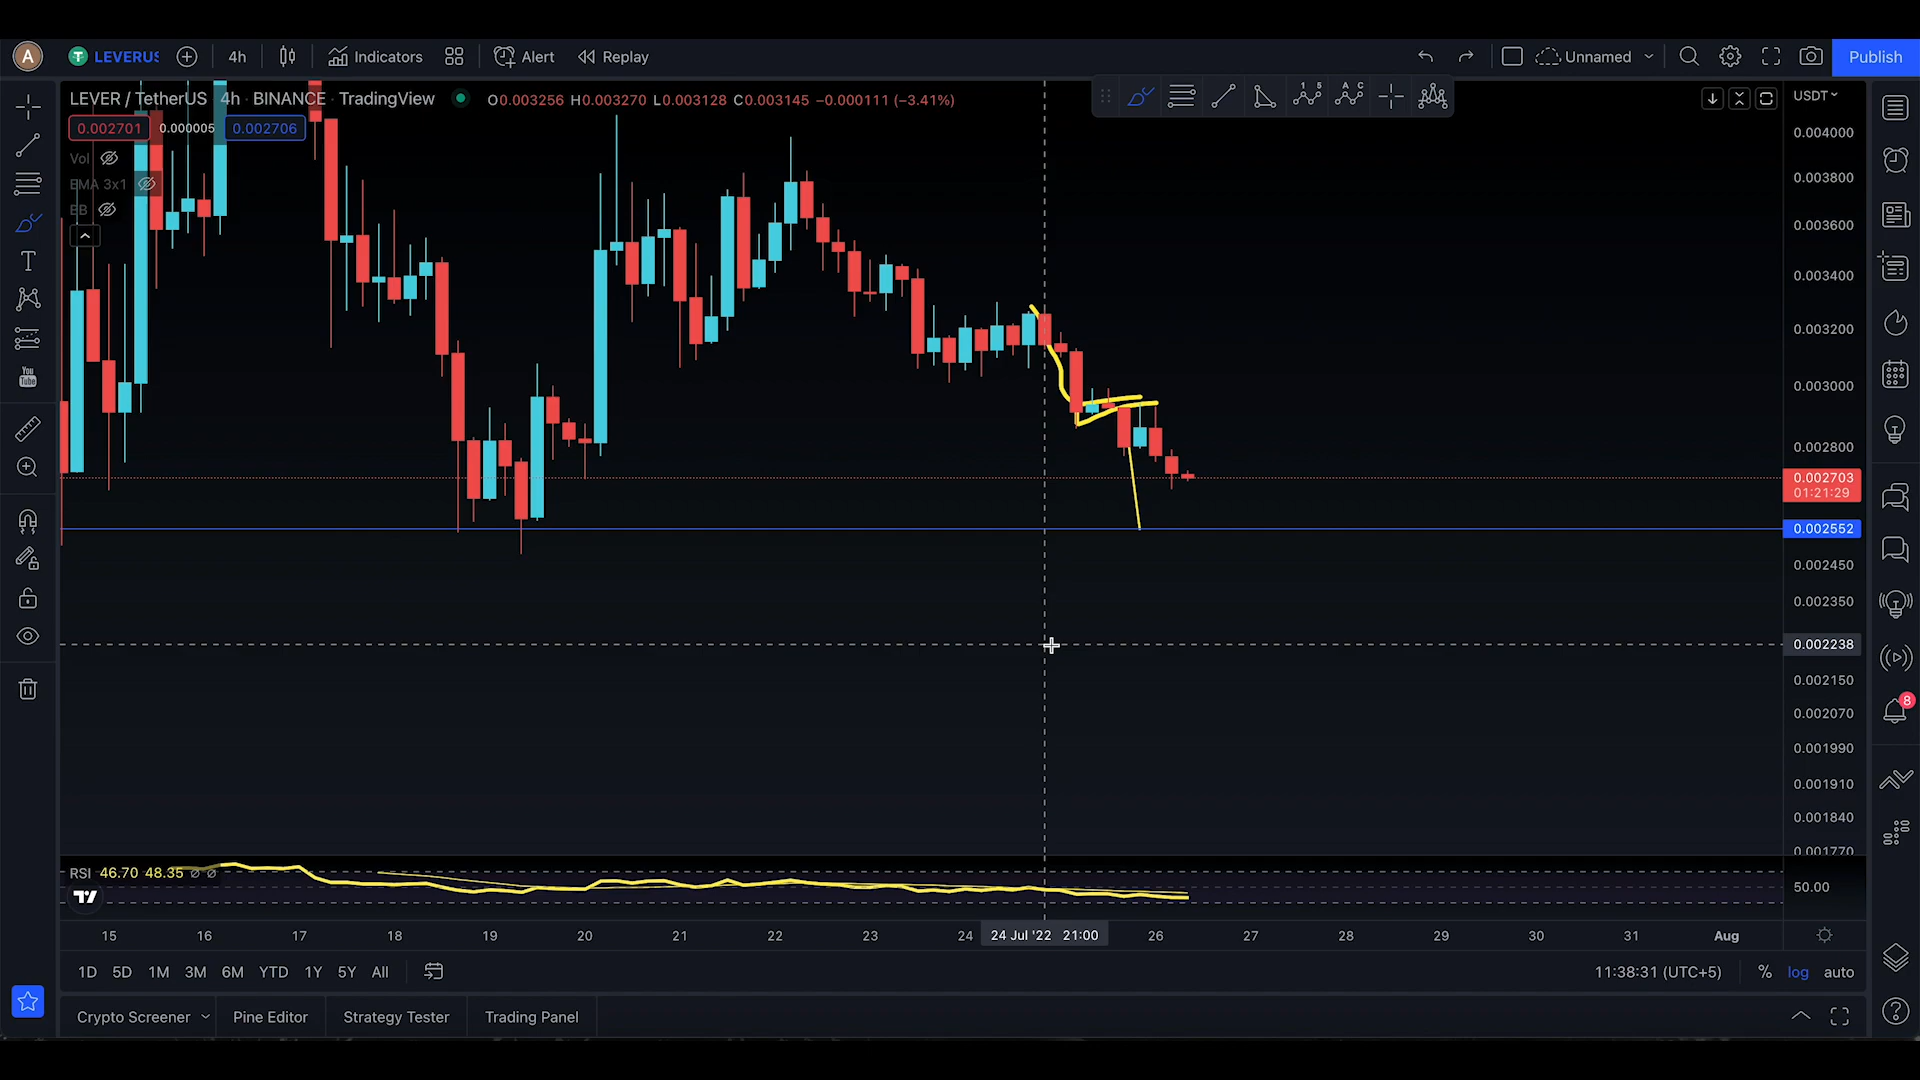 A LEVERUS 4h Indicators Alert Replay Unnamed Publish
LEVER / TetherUS 4h BINANCE TradingView O0.003256 H0.003270 L0.003128 C0.003145 −0.000111 (−3.41%)
0.002701 0.000005 0.002706
Vol
EMA 3x1
BB
T
You Tube
1 5
A C
USDT
0.004000
0.003800
0.003600
0.003400
0.003200
0.003000
0.002800
0.002703
01:21:29
0.002552
0.002450
0.002350
0.002238
0.002150
0.002070
0.001990
0.001910
0.001840
0.001770
8
RSI 46.70 48.35 ∅ ∅
50.00
15 16 17 18 19 20 21 22 23 24 24 Jul '22 21:00 26 27 28 29 30 31 Aug
1D 5D 1M 3M 6M YTD 1Y 5Y All 11:38:31 (UTC+5) % log auto
Crypto Screener Pine Editor Strategy Tester Trading Panel